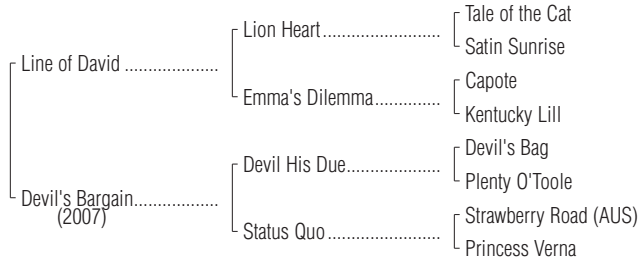 Tale of the Cat
Lion Heart
Satin Sunrise
Line of David
Capote
Emma's Dilemma
Kentucky Lill
Devil's Bag
Devil His Due
Plenty O'Toole
Devil's Bargain
(2007)
Strawberry Road (AUS)
Status Quo
Princess Verna